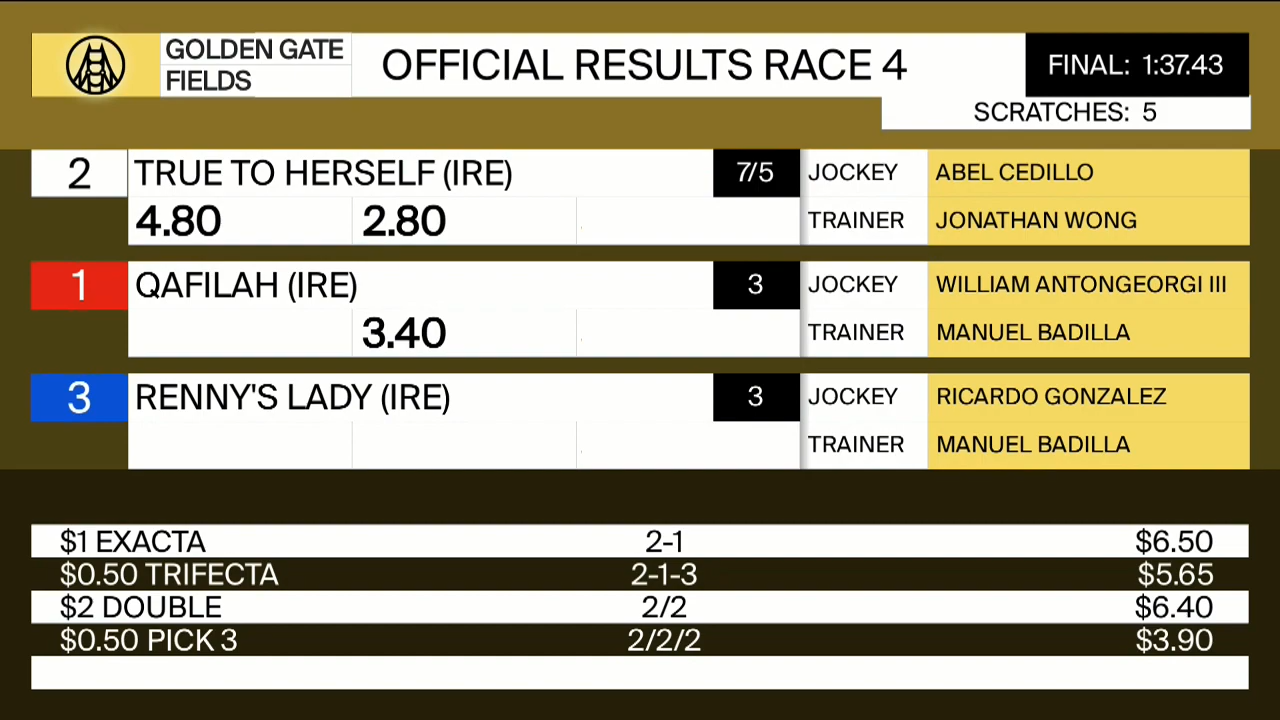 GOLDEN GATE
FIELDS
OFFICIAL RESULTS RACE 4
FINAL: 1:37.43
SCRATCHES: 5
2 TRUE TO HERSELF (IRE) 7/5 JOCKEY ABEL CEDILLO
4.80 2.80 TRAINER JONATHAN WONG
1 QAFILAH (IRE) 3 JOCKEY WILLIAM ANTONGEORGI III
3.40 TRAINER MANUEL BADILLA
3 RENNY'S LADY (IRE) 3 JOCKEY RICARDO GONZALEZ
TRAINER MANUEL BADILLA
$1 EXACTA 2-1 $6.50
$0.50 TRIFECTA 2-1-3 $5.65
$2 DOUBLE 2/2 $6.40
$0.50 PICK 3 2/2/2 $3.90